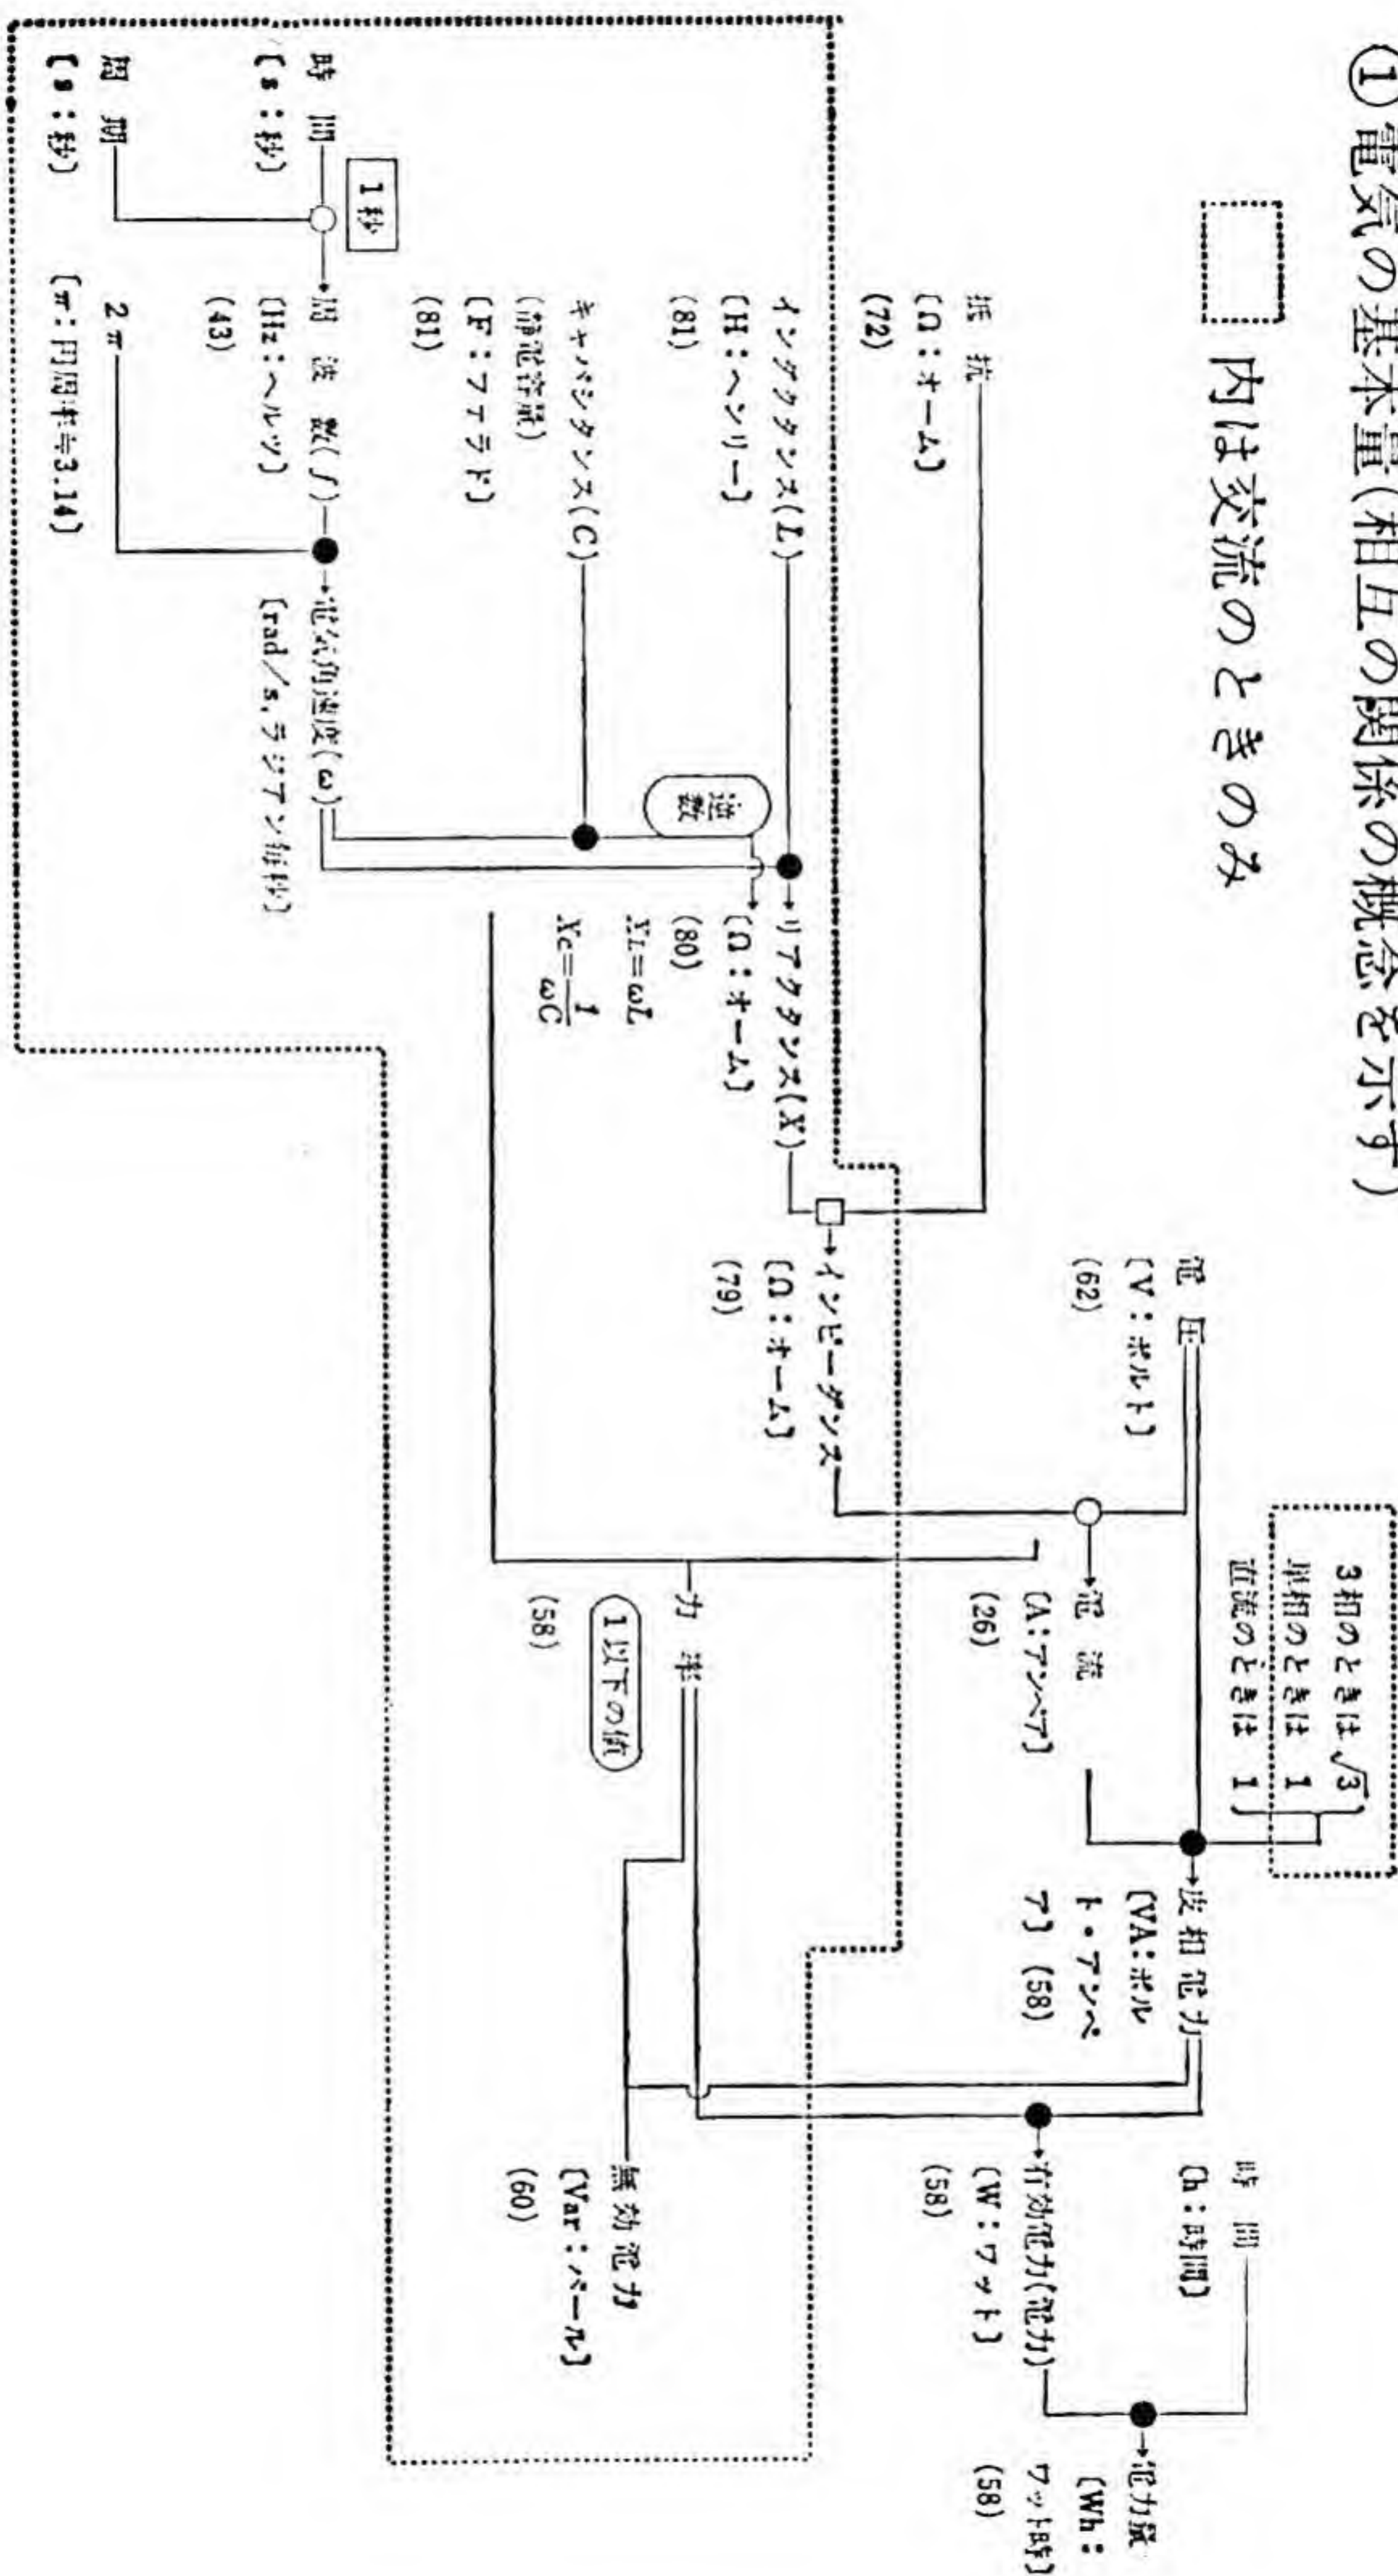 ①電気の基本量(相互の関係の概念を示す)
内は交流のときのみ
3相のときは√3
単相のときは 1
直流のときは 1
時間
〔h:時間〕
電圧
〔V:ボルト〕
(62)
皮相電力
〔VA:ボル
ト・アンペ
ア〕(58)
電力量
〔Wh:
ワット時〕
(58)
電流
〔A:アンペア〕
(26)
有効電力(電力)
〔W:ワット〕
(58)
抵抗
〔Ω:オーム〕
(72)
インダクタンス(L)
〔H:ヘンリー〕
(81)
リアクタンス(X)
〔Ω:オーム〕
(80)
XL=ωL
Xc=1/ωC
インピーダンス
〔Ω:オーム〕
(79)
逆数
キャパシタンス(C)
(静電容量)
〔F:ファラド〕
(81)
力率
1以下の値
(58)
無効電力
〔Var:バール〕
(60)
1秒
時間
〔s:秒〕
周波数(f)
〔Hz:ヘルツ〕
(43)
電気角速度(ω)
〔rad/s,ラジアン毎秒〕
周期
〔s:秒〕
2π
〔π:円周率≒3.14〕